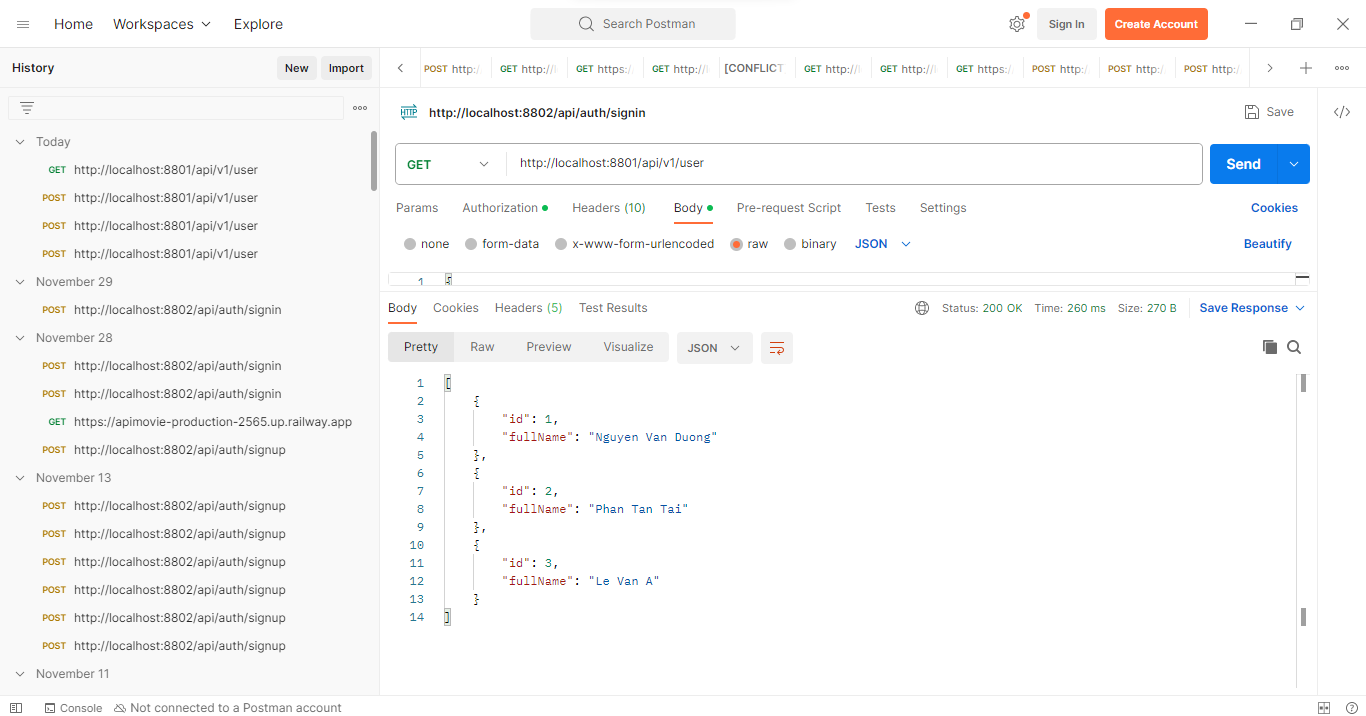 Home Workspaces Explore Search Postman Sign In Create Account
History New Import
POST http: GET http:// GET https: GET http:// [CONFLICT GET http:// GET http:// GET https: POST http: POST http: POST http:
HTTP http://localhost:8802/api/auth/signin Save
GET http://localhost:8801/api/v1/user Send
Params Authorization Headers (10) Body Pre-request Script Tests Settings Cookies
none form-data x-www-form-urlencoded raw binary JSON Beautify
1 [
Today
GET http://localhost:8801/api/v1/user
POST http://localhost:8801/api/v1/user
POST http://localhost:8801/api/v1/user
POST http://localhost:8801/api/v1/user
November 29
POST http://localhost:8802/api/auth/signin
November 28
POST http://localhost:8802/api/auth/signin
POST http://localhost:8802/api/auth/signin
GET https://apimovie-production-2565.up.railway.app
POST http://localhost:8802/api/auth/signup
November 13
POST http://localhost:8802/api/auth/signup
POST http://localhost:8802/api/auth/signup
POST http://localhost:8802/api/auth/signup
POST http://localhost:8802/api/auth/signup
POST http://localhost:8802/api/auth/signup
POST http://localhost:8802/api/auth/signup
November 11
Body Cookies Headers (5) Test Results Status: 200 OK Time: 260 ms Size: 270 B Save Response
Pretty Raw Preview Visualize JSON
1 [
2 {
3 "id": 1,
4 "fullName": "Nguyen Van Duong"
5 },
6 {
7 "id": 2,
8 "fullName": "Phan Tan Tai"
9 },
10 {
11 "id": 3,
12 "fullName": "Le Van A"
13 }
14 ]
Console Not connected to a Postman account